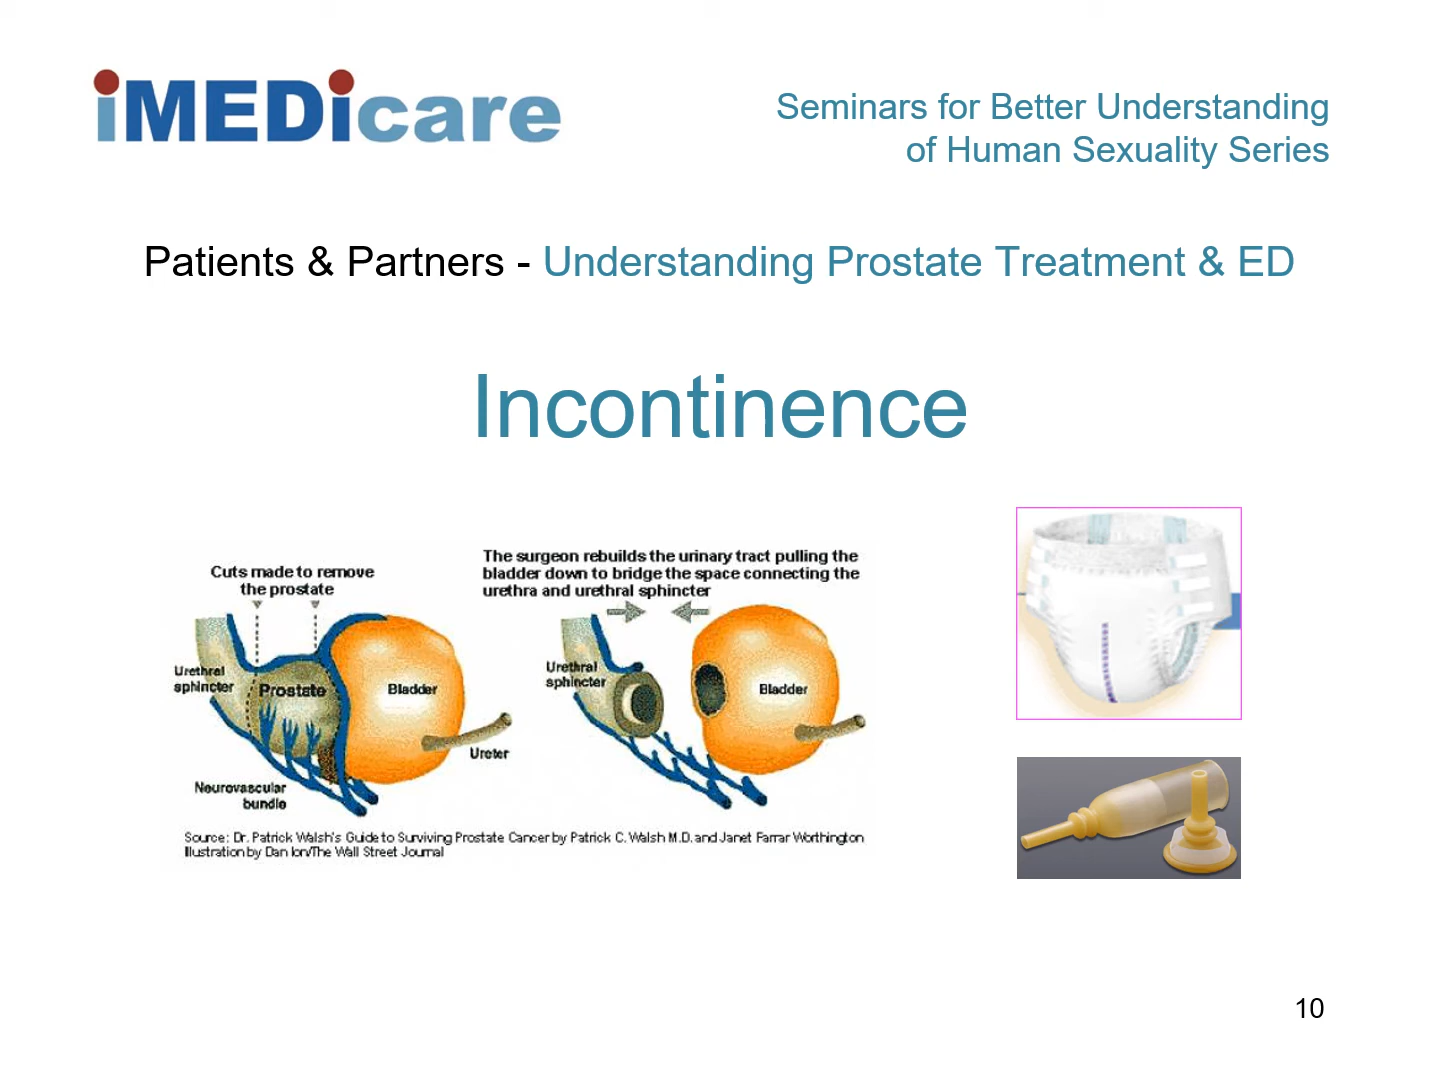 iMEDicare
Seminars for Better Understanding
of Human Sexuality Series
Patients & Partners - Understanding Prostate Treatment & ED
Incontinence
Cuts made to remove
the prostate
Urethral
sphincter
Prostate
Bladder
Ureter
Neurovascular
bundle
The surgeon rebuilds the urinary tract pulling the
bladder down to bridge the space connecting the
urethra and urethral sphincter
Urethral
sphincter
Bladder
Source: Dr. Patrick Walsh's Guide to Surviving Prostate Cancer by Patrick C. Walsh M.D. and Janet Farrar Worthington
Illustration by Dan Ion/The Wall Street Journal
10